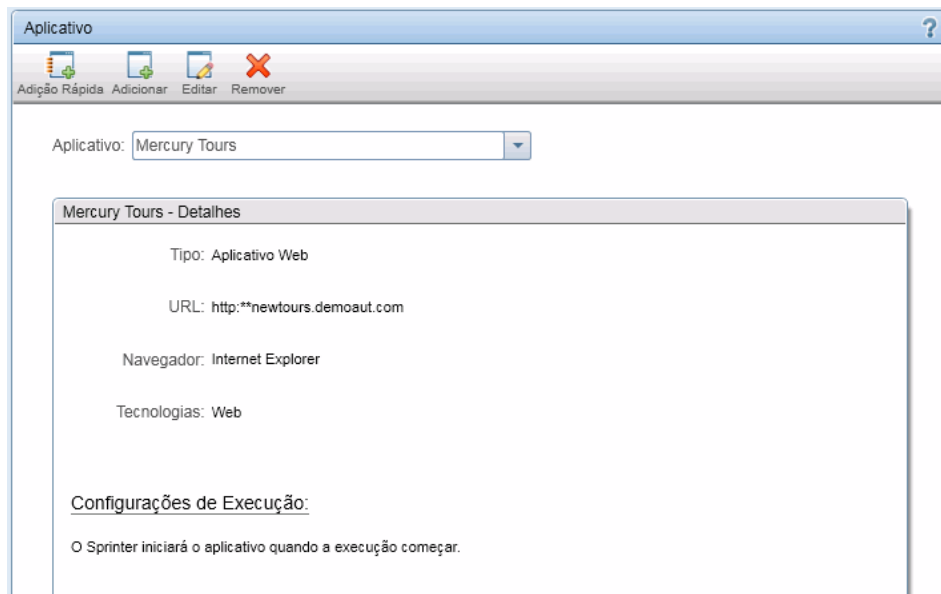 Aplicativo
?
Adição Rápida Adicionar Editar Remover
Aplicativo: Mercury Tours
Mercury Tours - Detalhes
Tipo: Aplicativo Web
URL: http:**newtours.demoaut.com
Navegador: Internet Explorer
Tecnologias: Web
Configurações de Execução:
O Sprinter iniciará o aplicativo quando a execução começar.